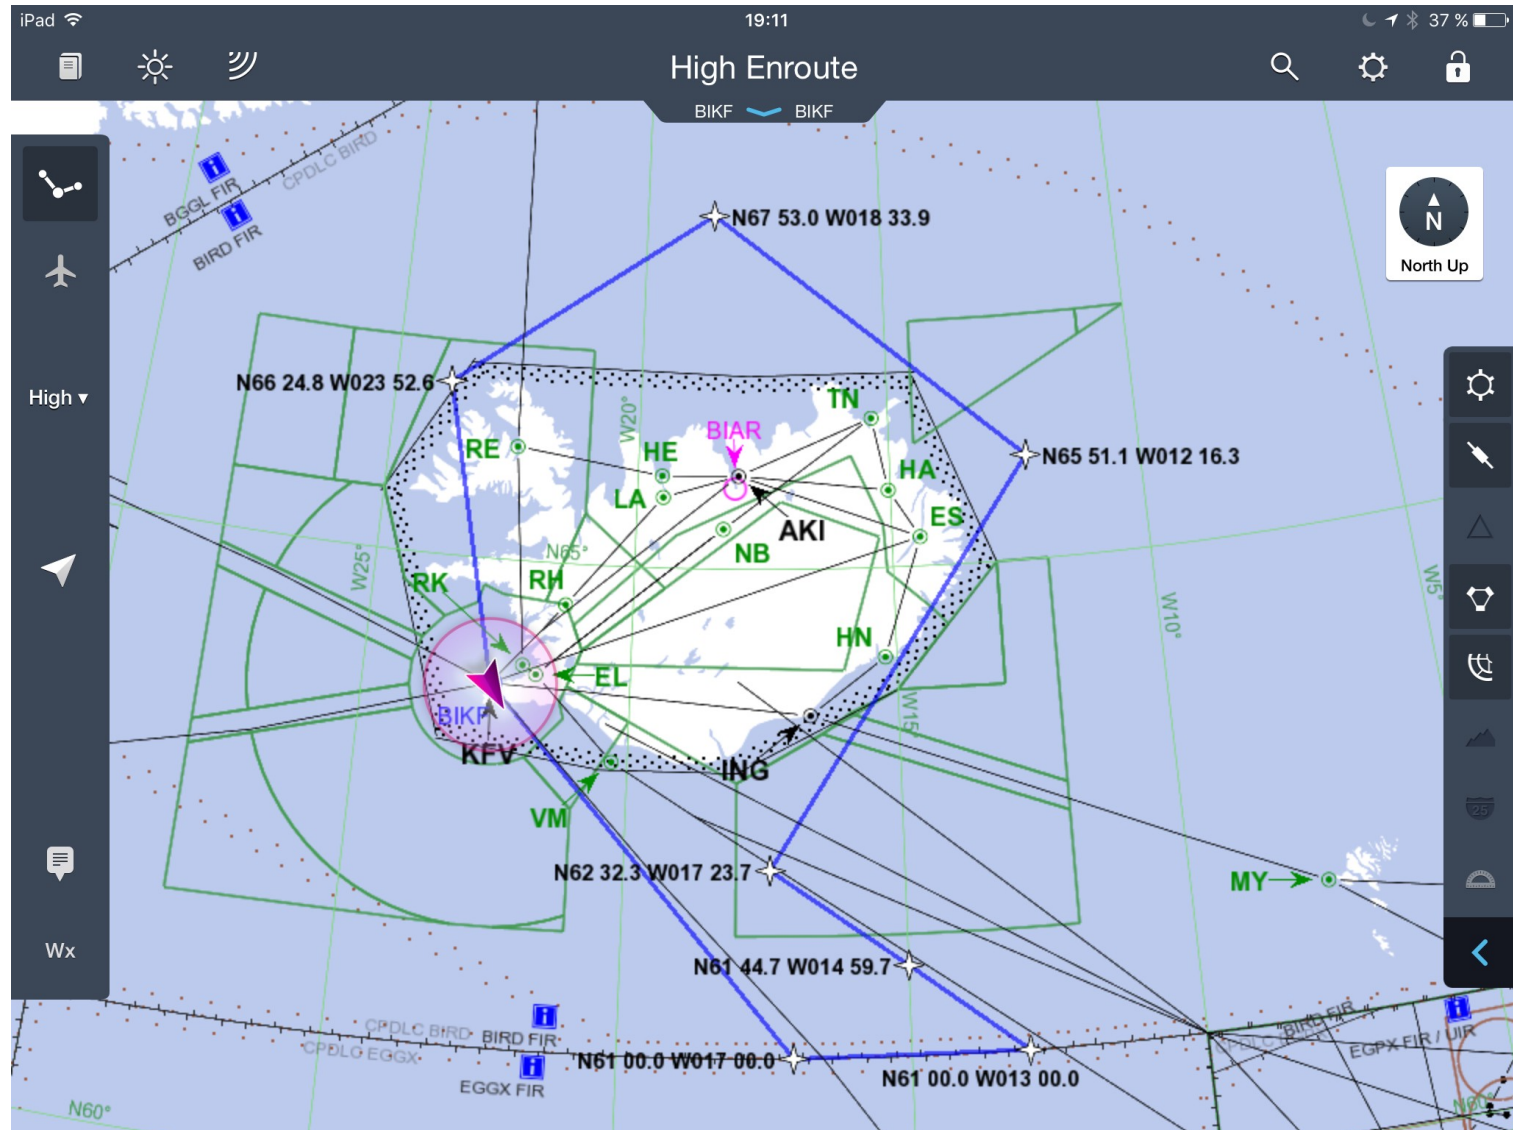 iPad 19:11 37 %
High Enroute
BIKF BIKF
CPDLC BIRD
BGGL FIR
BIRD FIR
N67 53.0 W018 33.9
N
North Up
N66 24.8 W023 52.6
High ▾
W20°
TN
BIAR
RE
HE
N65 51.1 W012 16.3
HA
LA
ES
AKI
NB
N65°
W25°
RK
RH
W5°
W10°
HN
EL
W15°
BIKF
KFV
ING
VM
25
N62 32.3 W017 23.7
MY
Wx
N61 44.7 W014 59.7
CPDLC BIRD BIRD FIR
CPDLC EGGX
EGGX FIR
N61 00.0 W017 00.0
N61 00.0 W013 00.0
BIRD FIR
EGPX FIR / UIR
N60°
N60°